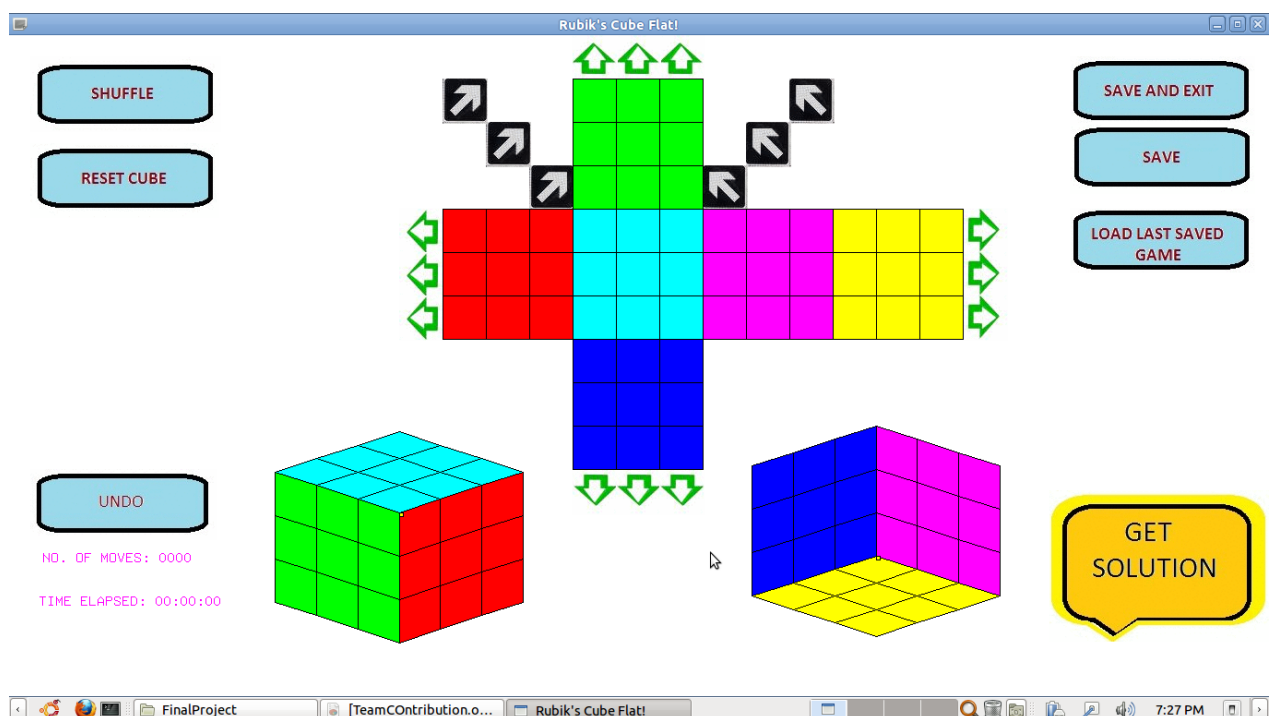 Rubik's Cube Flat!
SHUFFLE
SAVE AND EXIT
SAVE
RESET CUBE
LOAD LAST SAVED
GAME
UNDO
GET
SOLUTION
NO. OF MOVES: 0000
TIME ELAPSED: 00:00:00
FinalProject
[TeamCOntribution.o...
Rubik's Cube Flat!
7:27 PM